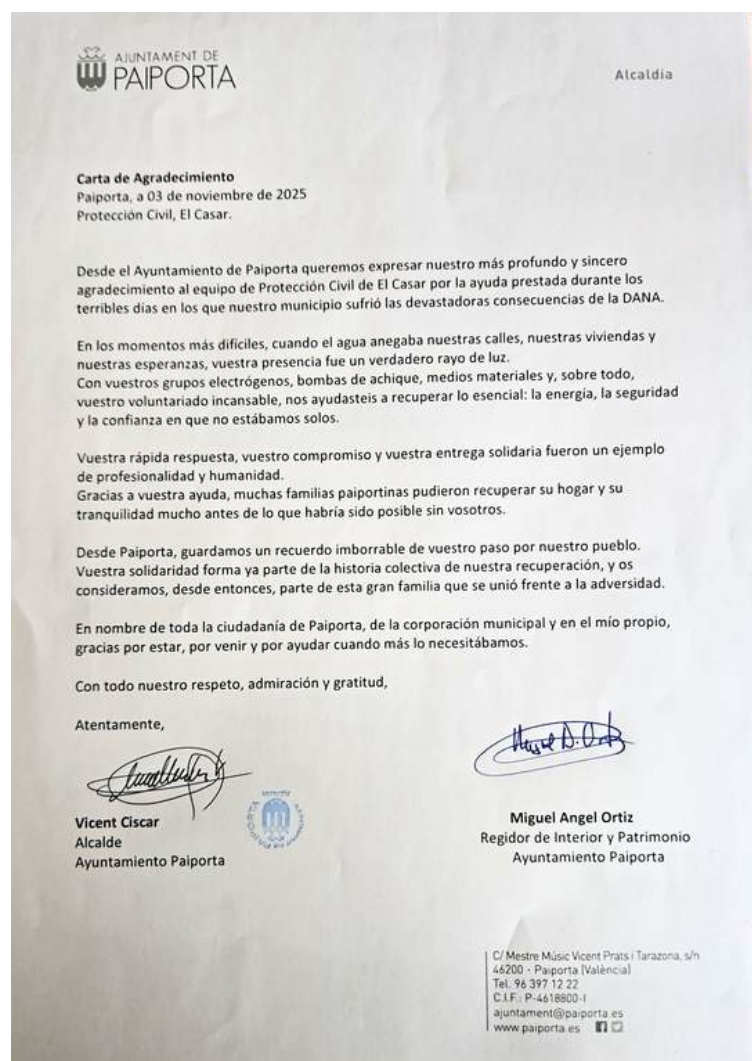 AJUNTAMENT DE
PAIPORTA
Alcaldia
Carta de Agradecimiento
Paiporta, a 03 de noviembre de 2025
Protección Civil, El Casar.
Desde el Ayuntamiento de Paiporta queremos expresar nuestro más profundo y sincero
agradecimiento al equipo de Protección Civil de El Casar por la ayuda prestada durante los
terribles días en los que nuestro municipio sufrió las devastadoras consecuencias de la DANA.
En los momentos más difíciles, cuando el agua anegaba nuestras calles, nuestras viviendas y
nuestras esperanzas, vuestra presencia fue un verdadero rayo de luz.
Con vuestros grupos electrógenos, bombas de achique, medios materiales y, sobre todo,
vuestro voluntariado incansable, nos ayudasteis a recuperar lo esencial: la energía, la seguridad
y la confianza en que no estábamos solos.
Vuestra rápida respuesta, vuestro compromiso y vuestra entrega solidaria fueron un ejemplo
de profesionalidad y humanidad.
Gracias a vuestra ayuda, muchas familias paiportinas pudieron recuperar su hogar y su
tranquilidad mucho antes de lo que habría sido posible sin vosotros.
Desde Paiporta, guardamos un recuerdo imborrable de vuestro paso por nuestro pueblo.
Vuestra solidaridad forma ya parte de la historia colectiva de nuestra recuperación, y os
consideramos, desde entonces, parte de esta gran familia que se unió frente a la adversidad.
En nombre de toda la ciudadanía de Paiporta, de la corporación municipal y en el mío propio,
gracias por estar, por venir y por ayudar cuando más lo necesitábamos.
Con todo nuestro respeto, admiración y gratitud,
Atentamente,
Vicent Ciscar
Alcalde
Ayuntamiento Paiporta
Miguel Angel Ortiz
Regidor de Interior y Patrimonio
Ayuntamiento Paiporta
C/ Mestre Músic Vicent Prats i Tarazona, s/n
46200 - Paiporta (València)
Tel. 96 397 12 22
C.I.F.: P-4618800-I
ajuntament@paiporta.es
www.paiporta.es